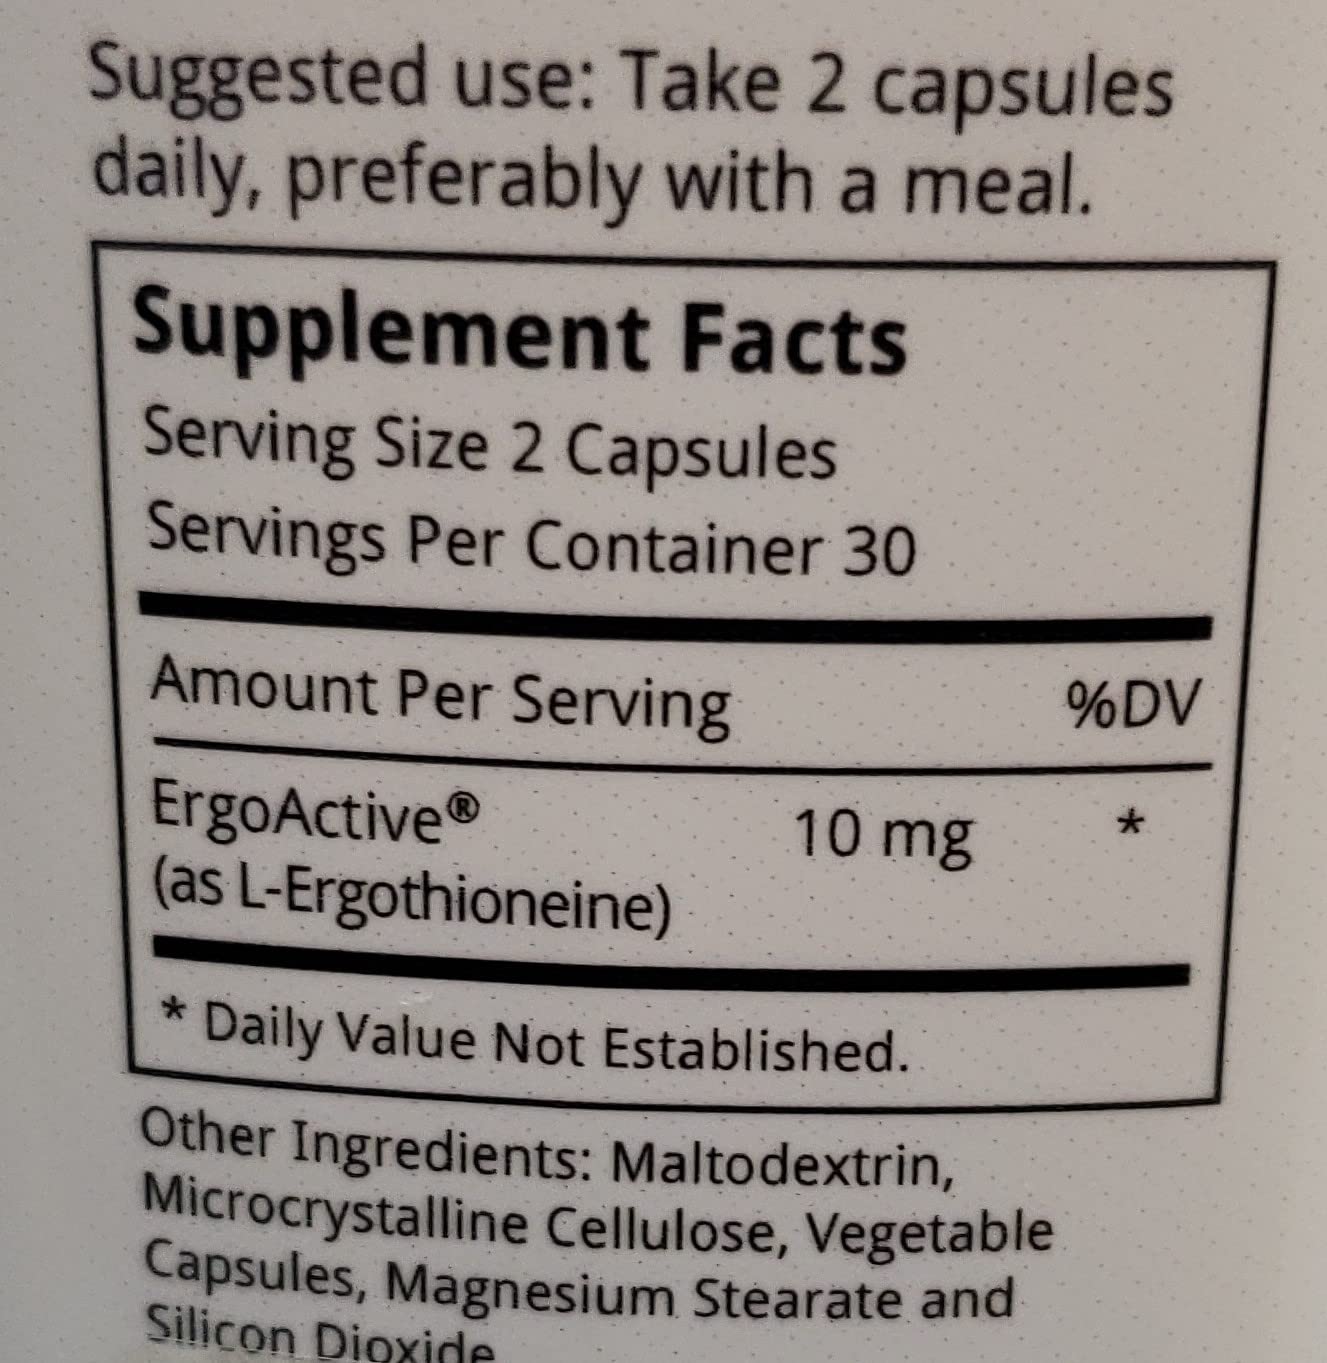 Suggested use: Take 2 capsules
daily, preferably with a meal.
Supplement Facts
Serving Size 2 Capsules
Servings Per Container 30
Amount Per Serving %DV
ErgoActive® 10 mg *
(as L-Ergothioneine)
* Daily Value Not Established.
Other Ingredients: Maltodextrin,
Microcrystalline Cellulose, Vegetable
Capsules, Magnesium Stearate and
Silicon Dioxide